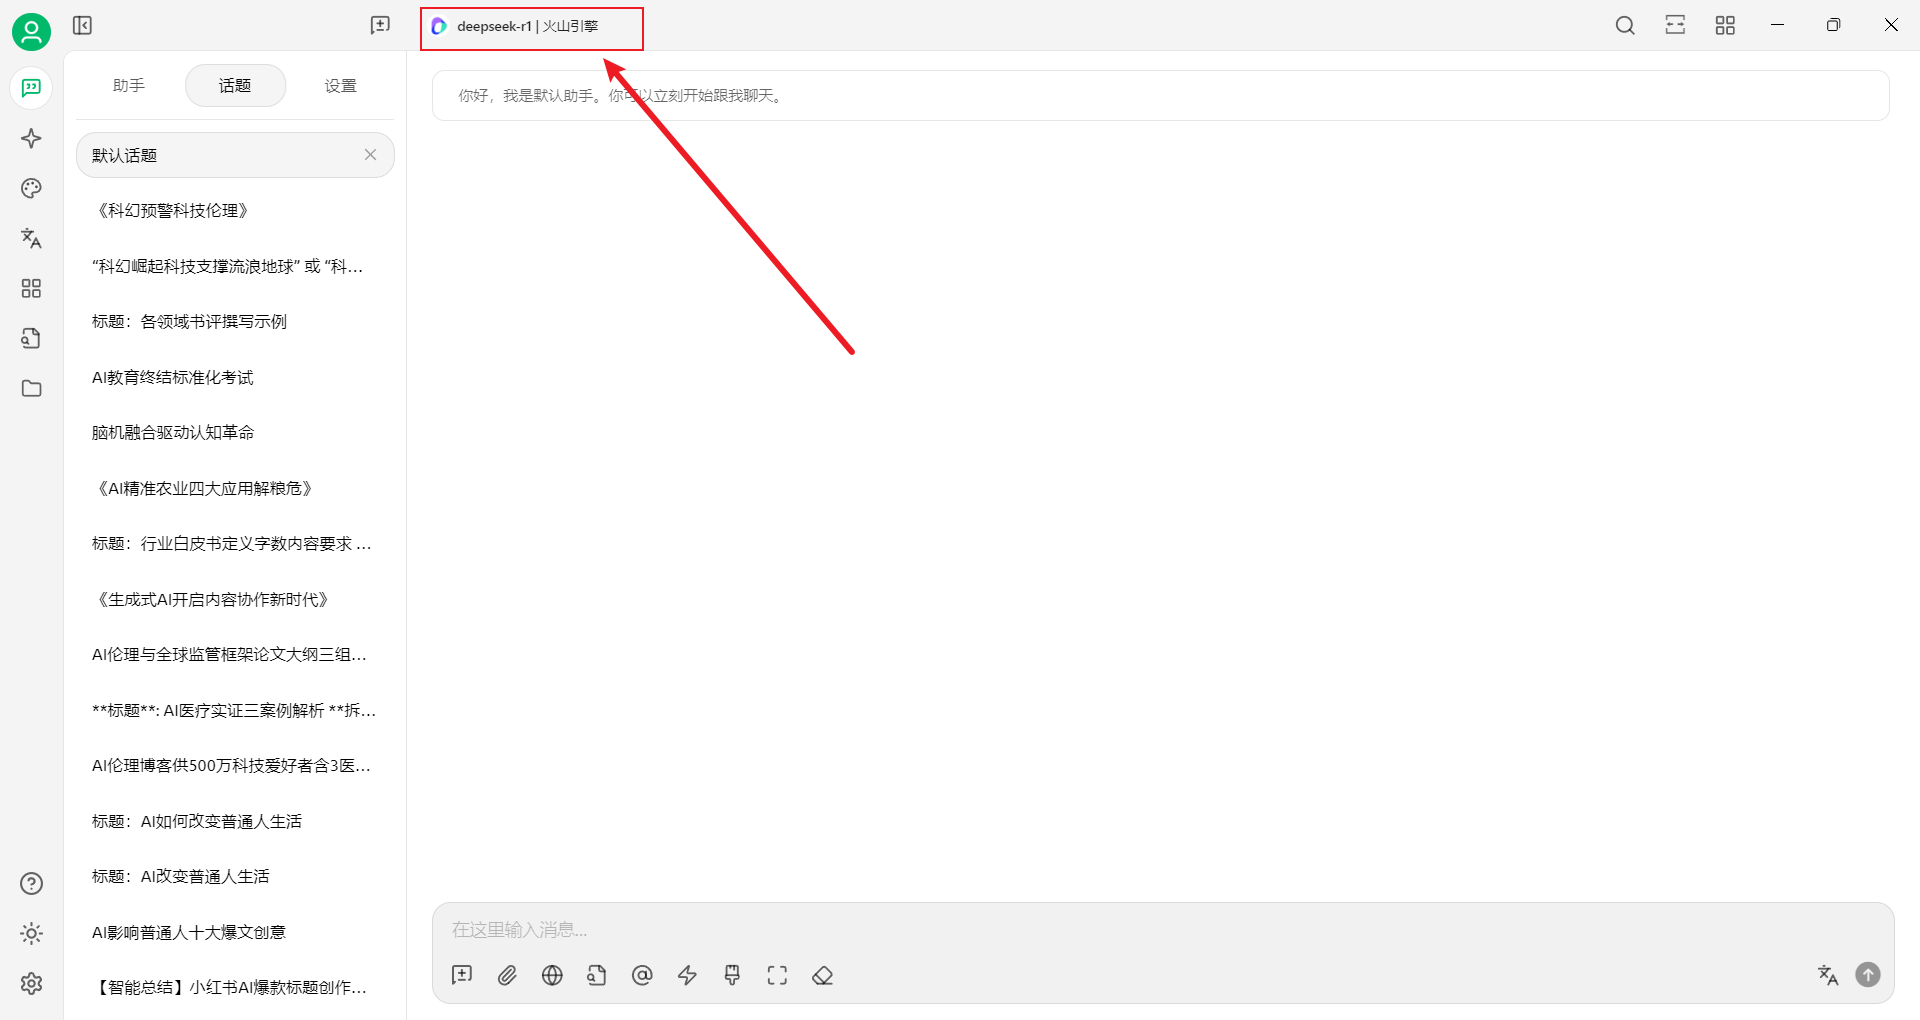 deepseek-r1 | 火山引擎
助手
话题
设置
默认话题
《科幻预警科技伦理》
“科幻崛起科技支撑流浪地球” 或 “科...
标题：各领域书评撰写示例
AI教育终结标准化考试
脑机融合驱动认知革命
《AI精准农业四大应用解粮危》
标题：行业白皮书定义字数内容要求 ...
《生成式AI开启内容协作新时代》
AI伦理与全球监管框架论文大纲三组...
**标题**: AI医疗实证三案例解析 **拆...
AI伦理博客供500万科技爱好者含3医...
标题：AI如何改变普通人生活
标题：AI改变普通人生活
AI影响普通人十大爆文创意
【智能总结】小红书AI爆款标题创作...
你好，我是默认助手。你可以立刻开始跟我聊天。
在这里输入消息...